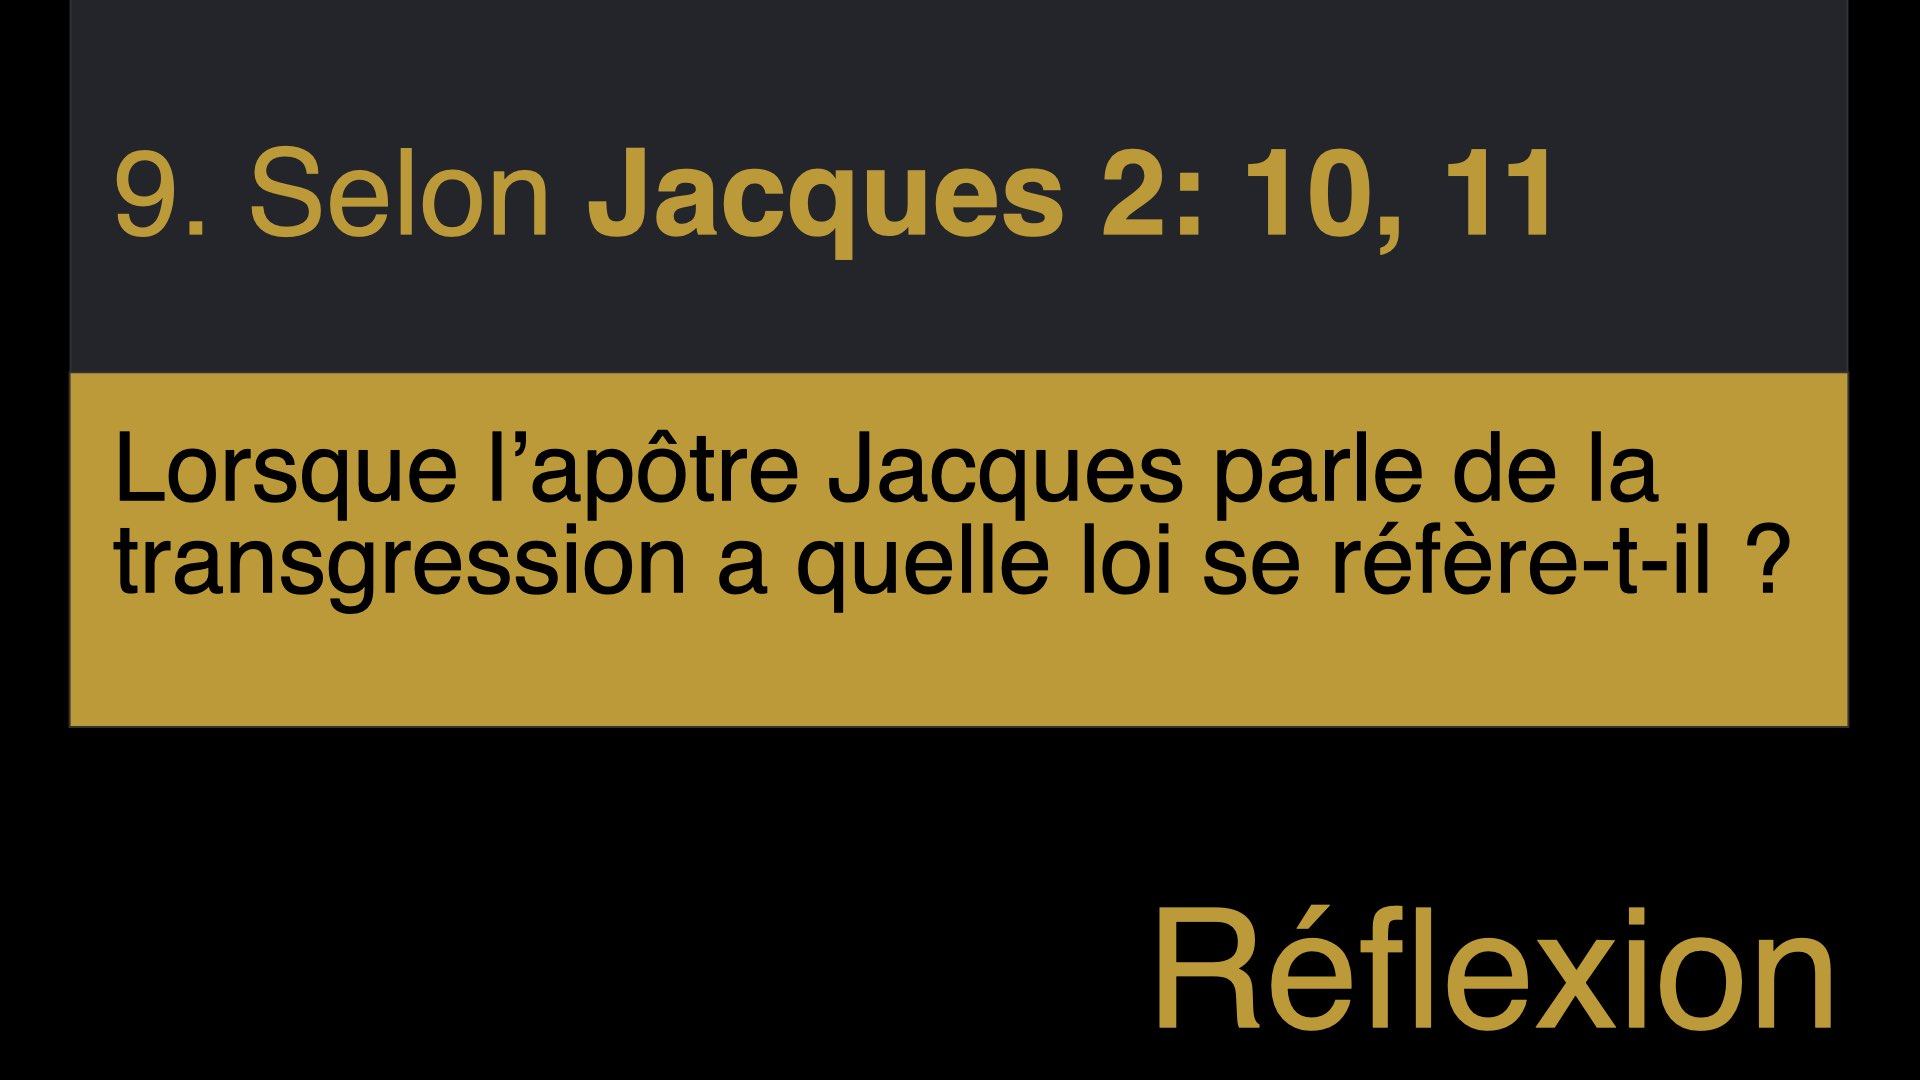 9. Selon Jacques 2: 10, 11
Lorsque l’apôtre Jacques parle de la
transgression a quelle loi se réfère-t-il ?
Réflexion